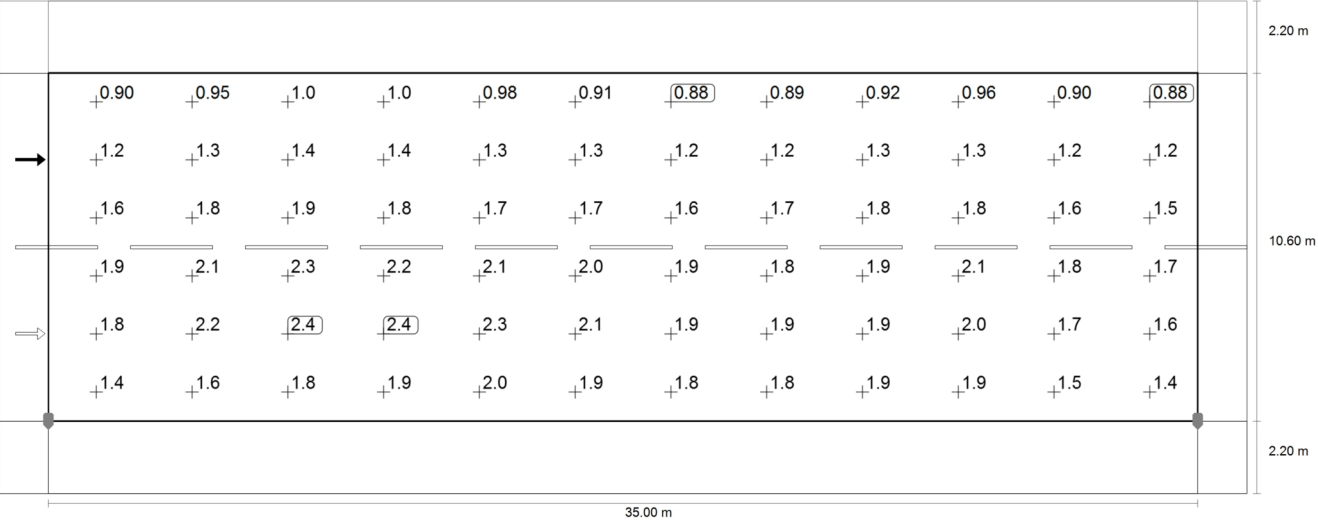 2.20 m
0.90 0.95 1.0 1.0 0.98 0.91 0.88 0.89 0.92 0.96 0.90 0.88
1.2 1.3 1.4 1.4 1.3 1.3 1.2 1.2 1.3 1.3 1.2 1.2
1.6 1.8 1.9 1.8 1.7 1.7 1.6 1.7 1.8 1.8 1.6 1.5
10.60 m
1.9 2.1 2.3 2.2 2.1 2.0 1.9 1.8 1.9 2.1 1.8 1.7
1.8 2.2 2.4 2.4 2.3 2.1 1.9 1.9 1.9 2.0 1.7 1.6
1.4 1.6 1.8 1.9 2.0 1.9 1.8 1.8 1.9 1.9 1.5 1.4
2.20 m
35.00 m